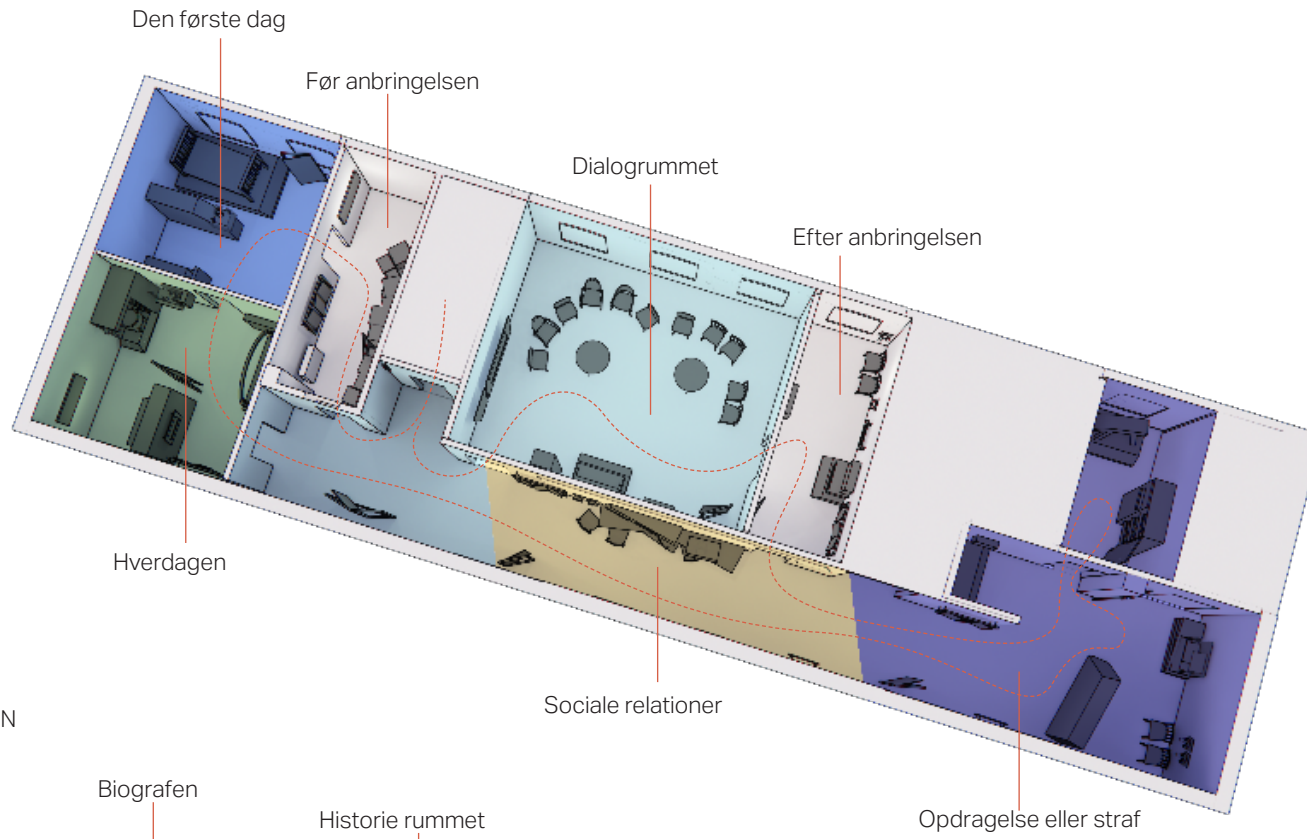 Den første dag
Før anbringelsen
Dialogrummet
Efter anbringelsen
Hverdagen
Sociale relationer
N
Biografen
Historie rummet
Opdragelse eller straf